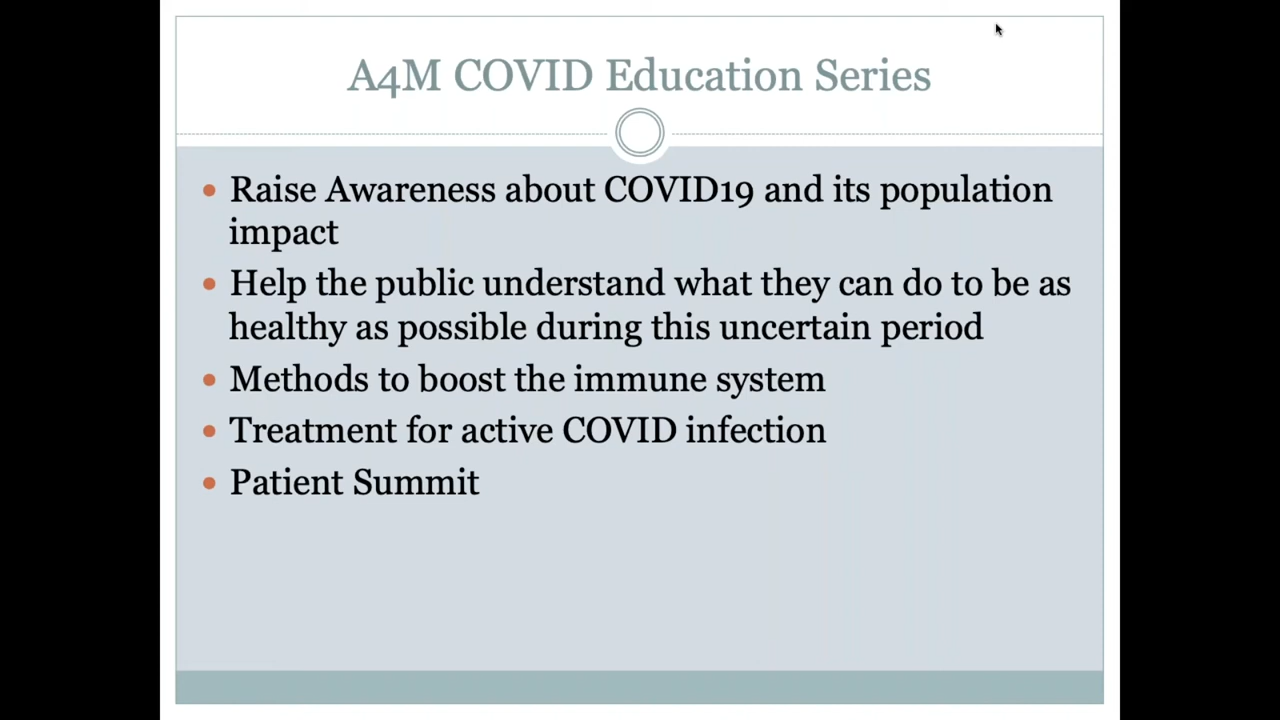 A4M COVID Education Series
• Raise Awareness about COVID19 and its population
impact
• Help the public understand what they can do to be as
healthy as possible during this uncertain period
• Methods to boost the immune system
• Treatment for active COVID infection
• Patient Summit